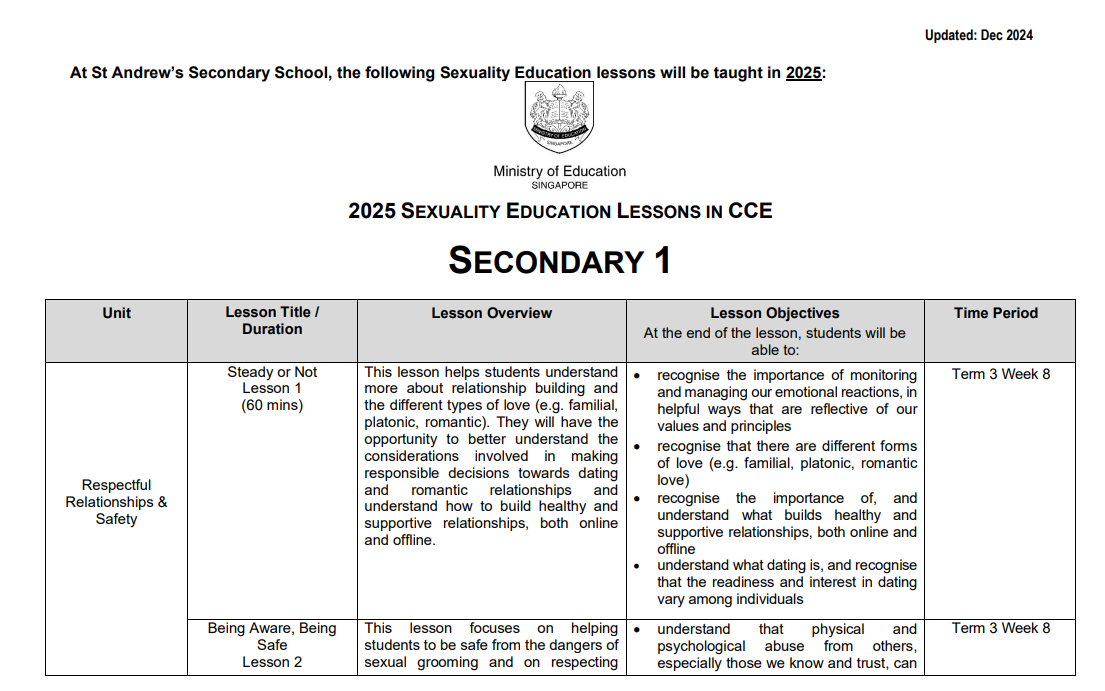 Updated: Dec 2024
At St Andrew's Secondary School, the following Sexuality Education lessons will be taught in 2025:
MINISTRY OF EDUCATION
SINGAPORE
Ministry of Education
SINGAPORE
2025 SEXUALITY EDUCATION LESSONS IN CCE
SECONDARY 1
Unit
Lesson Title /
Duration
Lesson Overview
Lesson Objectives
At the end of the lesson, students will be
able to:
Time Period
Respectful
Relationships &
Safety
Steady or Not
Lesson 1
(60 mins)
This lesson helps students understand
more about relationship building and
the different types of love (e.g. familial,
platonic, romantic). They will have the
opportunity to better understand the
considerations involved in making
responsible decisions towards dating
and romantic relationships and
understand how to build healthy and
supportive relationships, both online
and offline.
• recognise the importance of monitoring
and managing our emotional reactions, in
helpful ways that are reflective of our
values and principles
• recognise that there are different forms
of love (e.g. familial, platonic, romantic
love)
• recognise the importance of, and
understand what builds healthy and
supportive relationships, both online and
offline
• understand what dating is, and recognise
that the readiness and interest in dating
vary among individuals
Term 3 Week 8
Being Aware, Being
Safe
Lesson 2
This lesson focuses on helping
students to be safe from the dangers of
sexual grooming and on respecting
• understand that physical and
psychological abuse from others,
especially those we know and trust, can
Term 3 Week 8